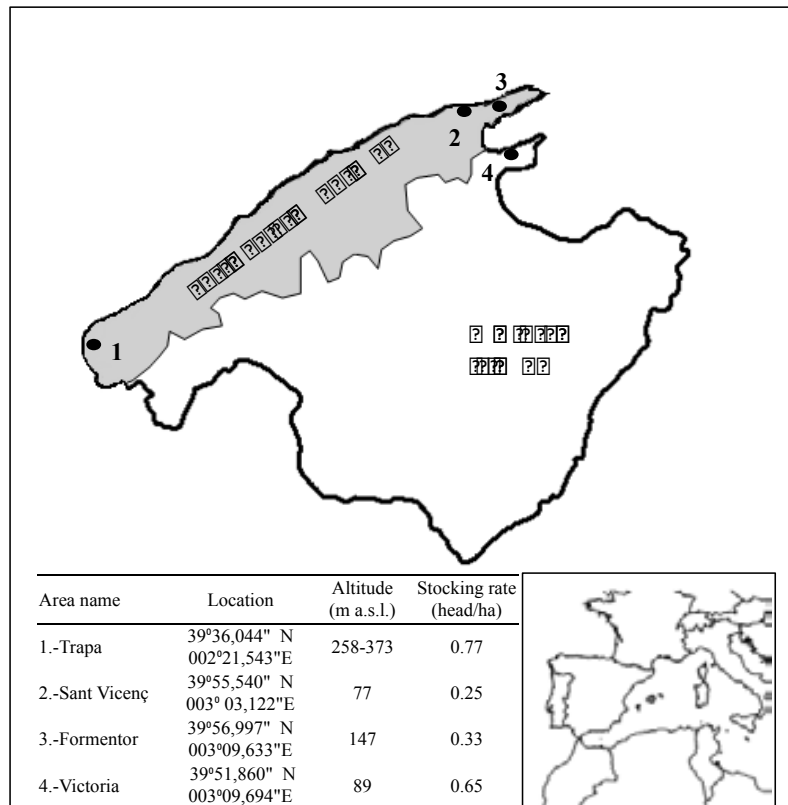 3
2
4
1
Area name Location Altitude (m a.s.l.) Stocking rate (head/ha)
1.-Trapa 39º36,044" N 002º21,543"E 258-373 0.77
2.-Sant Vicenç 39º55,540" N 003º 03,122"E 77 0.25
3.-Formentor 39º56,997" N 003º09,633"E 147 0.33
4.-Victoria 39º51,860" N 003º09,694"E 89 0.65